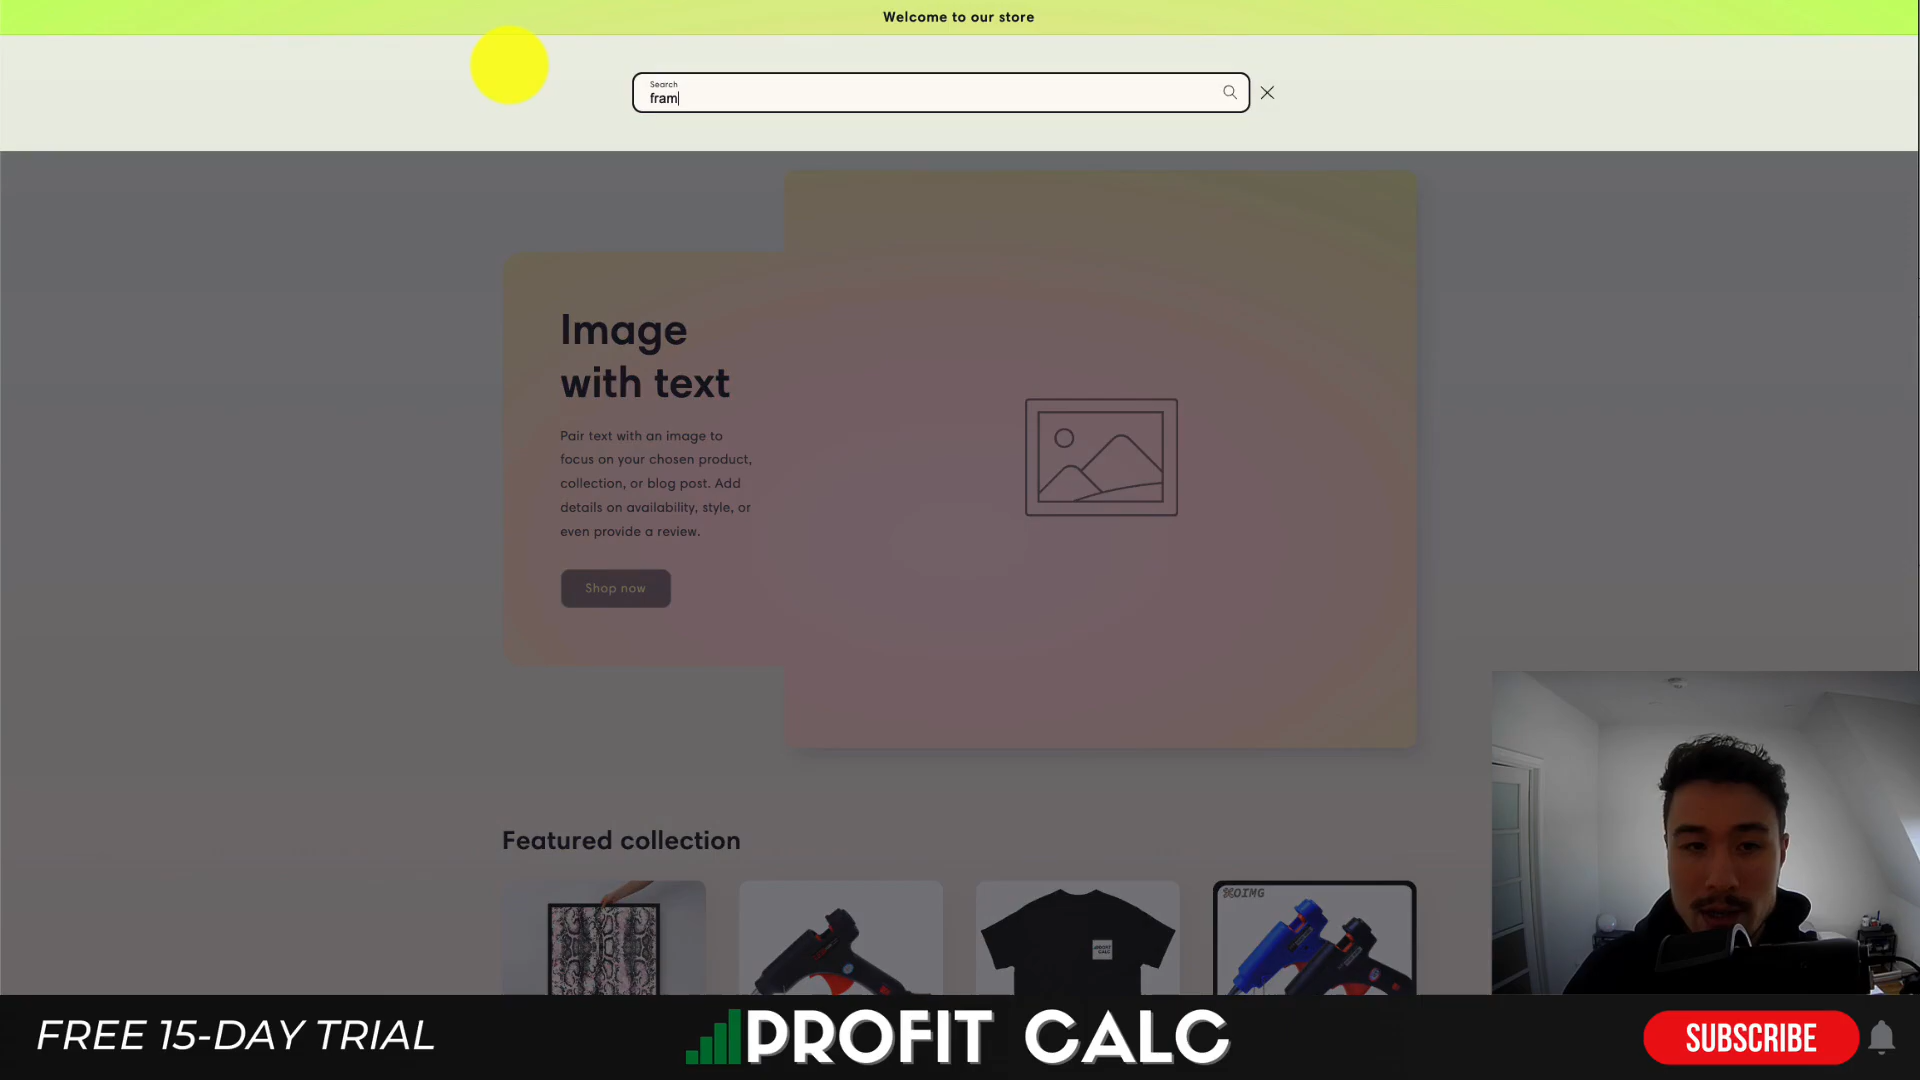 Welcome to our store
Search
fram
Image
with text
Pair text with an image to
focus on your chosen product,
collection, or blog post. Add
details on availability, style, or
even provide a review.
Shop now
Featured collection
PROFIT
CALC
FREE 15-DAY TRIAL
PROFIT CALC
SUBSCRIBE